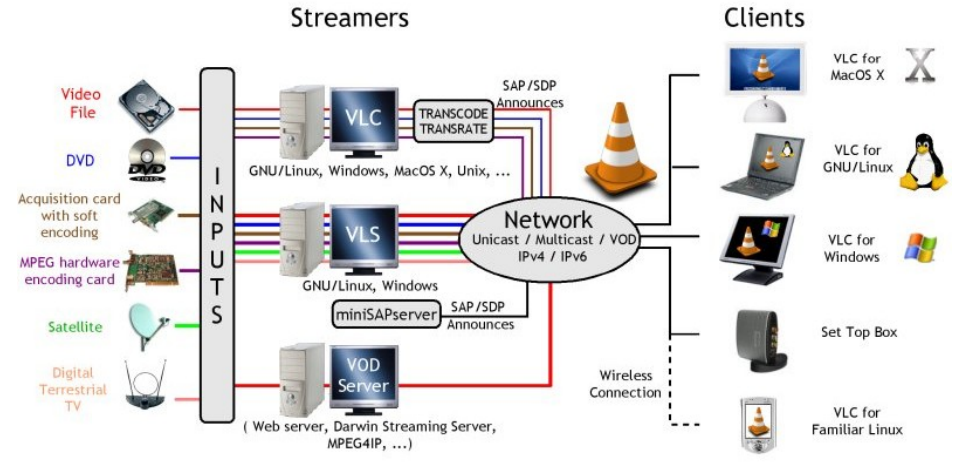 Streamers
Clients
Video
File
DVD
Acquisition card
with soft
encoding
MPEG hardware
encoding card
Satellite
Digital
Terrestrial
TV
DVD
VIDEO
INPUTS
VLC
TRANSCODE
TRANSRATE
SAP/SDP
Announces
GNU/Linux, Windows, MacOS X, Unix, ...
VLS
GNU/Linux, Windows
Network
Unicast / Multicast / VOD
IPv4 / IPv6
miniSAPserver
SAP/SDP
Announces
VOD
Server
( Web server, Darwin Streaming Server,
MPEG4IP, ...)
Wireless
Connection
VLC for
MacOS X
X
VLC for
GNU/Linux
VLC for
Windows
Set Top Box
VLC for
Familiar Linux